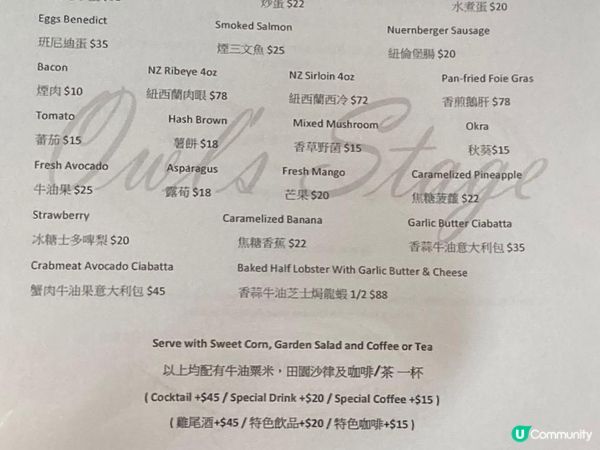 炒蛋 $22
水煮蛋 $20
Eggs Benedict
Smoked Salmon
Nuernberger Sausage
班尼迪蛋 $35
煙三文魚 $25
紐倫堡腸 $20
Bacon
NZ Ribeye 4oz
NZ Sirloin 4oz
Pan-fried Foie Gras
煙肉 $10
紐西蘭肉眼 $78
紐西蘭西冷 $72
香煎鵝肝 $78
Tomato
Hash Brown
Mixed Mushroom
Okra
蕃茄 $15
薯餅 $18
香草野菌 $15
秋葵$15
Fresh Avocado
Asparagus
Fresh Mango
Caramelized Pineapple
牛油果 $25
露筍 $18
芒果 $20
焦糖菠蘿 $22
Strawberry
Caramelized Banana
Garlic Butter Ciabatta
冰糖士多啤梨 $20
焦糖香蕉 $22
香蒜牛油意大利包 $35
Crabmeat Avocado Ciabatta
Baked Half Lobster With Garlic Butter & Cheese
蟹肉牛油果意大利包 $45
香蒜牛油芝士焗龍蝦 1/2 $88
Owl's Stage
Serve with Sweet Corn, Garden Salad and Coffee or Tea
以上均配有牛油粟米，田園沙律及咖啡/茶 一杯
( Cocktail +$45 / Special Drink +$20 / Special Coffee +$15 )
( 雞尾酒+$45 / 特色飲品+$20 / 特色咖啡+$15 )
U Community